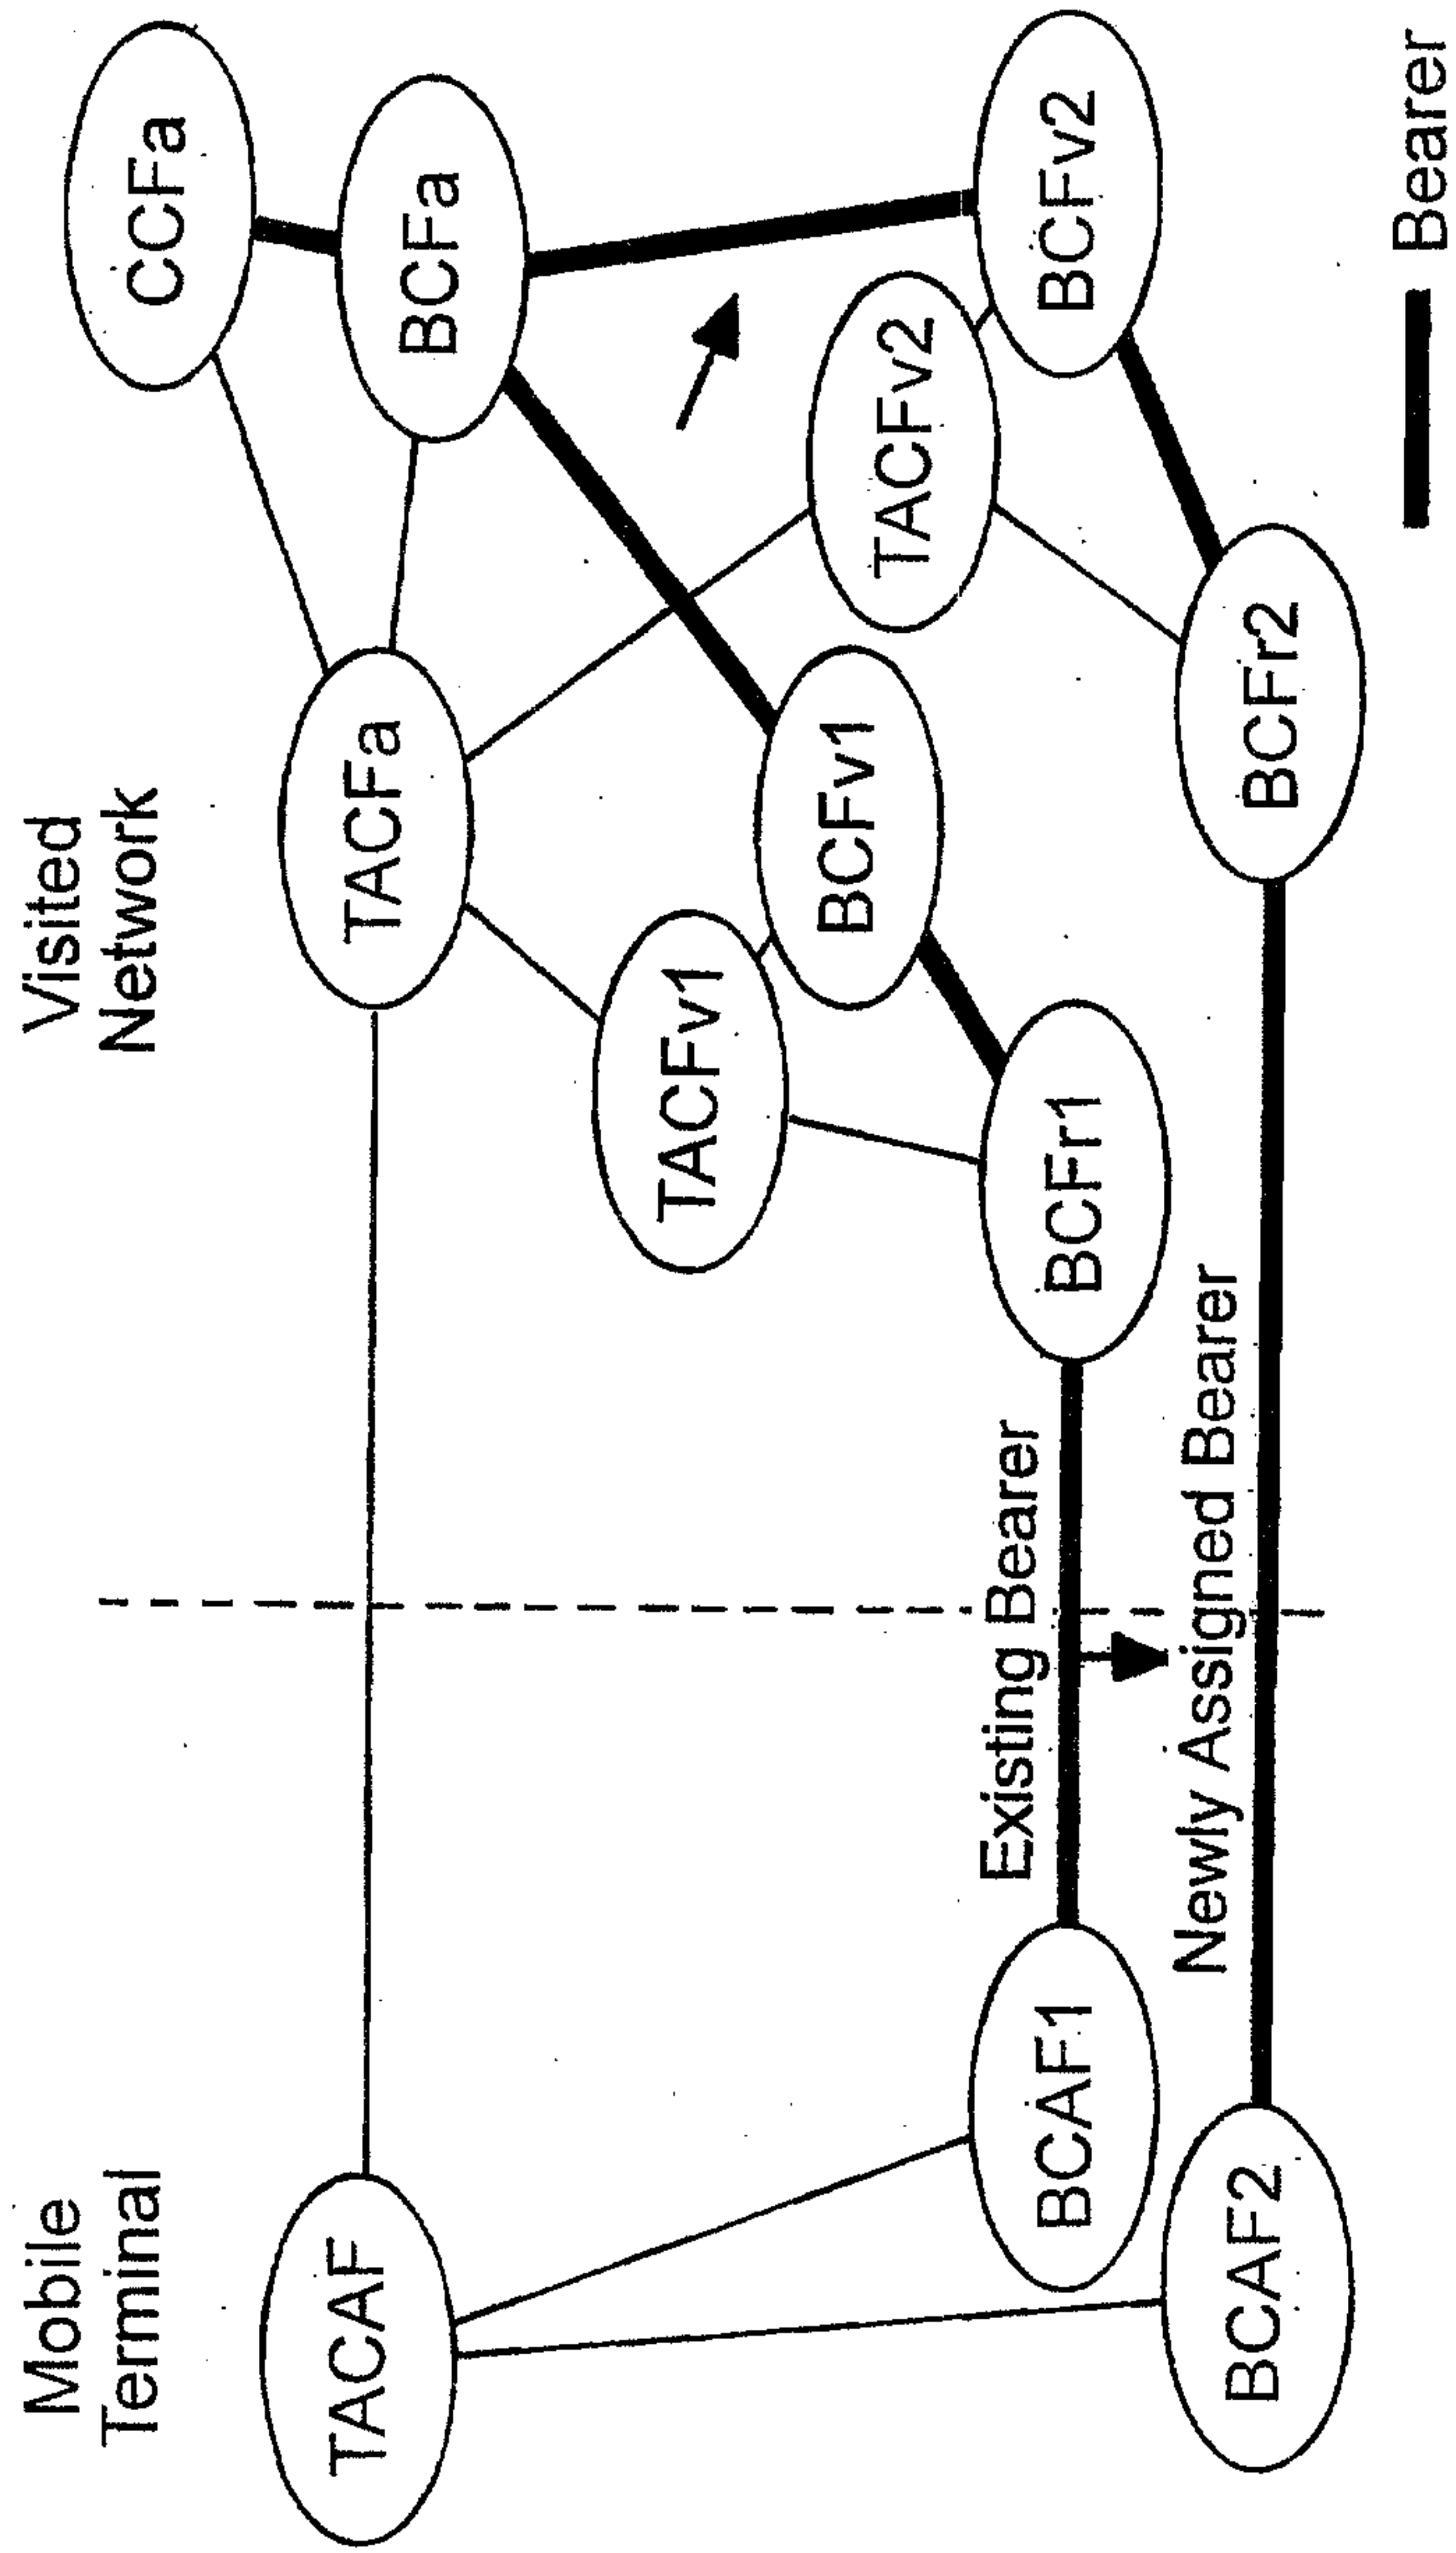 Mobile
Terminal
Visited
Network
TACAF
TACFa
CCFa
BCFa
TACFv1
BCFv1
TACFv2
BCFv2
BCAF1
Existing Bearer
BCFr1
BCAF2
Newly Assigned Bearer
BCFr2
Bearer